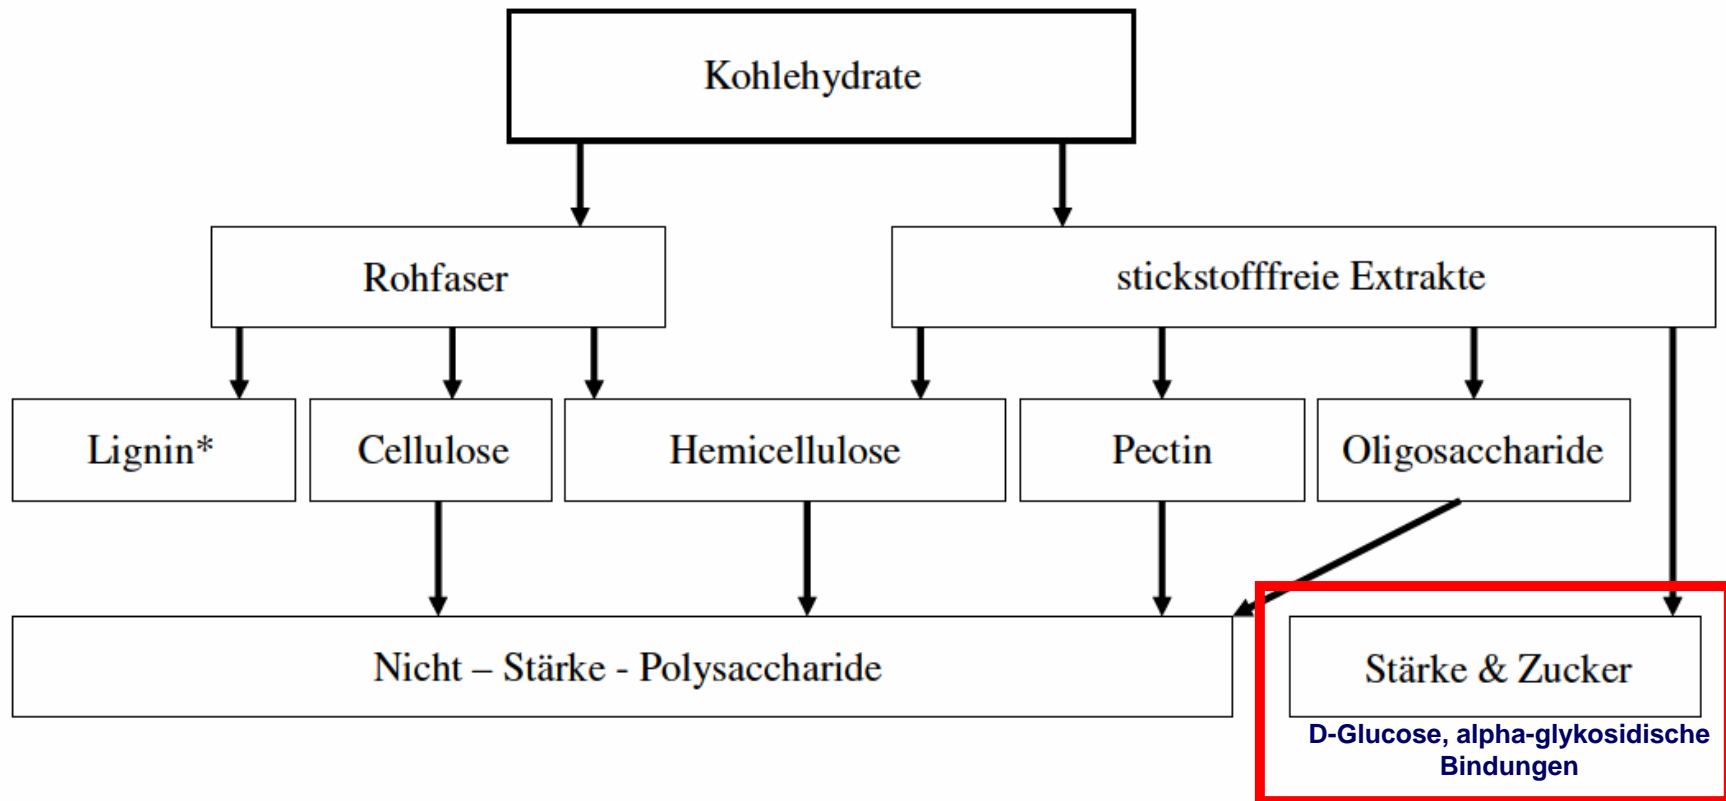 Kohlehydrate
Rohfaser
stickstofffreie Extrakte
Lignin*
Cellulose
Hemicellulose
Pectin
Oligosaccharide
Nicht – Stärke - Polysaccharide
Stärke & Zucker
D-Glucose, alpha-glykosidische
Bindungen